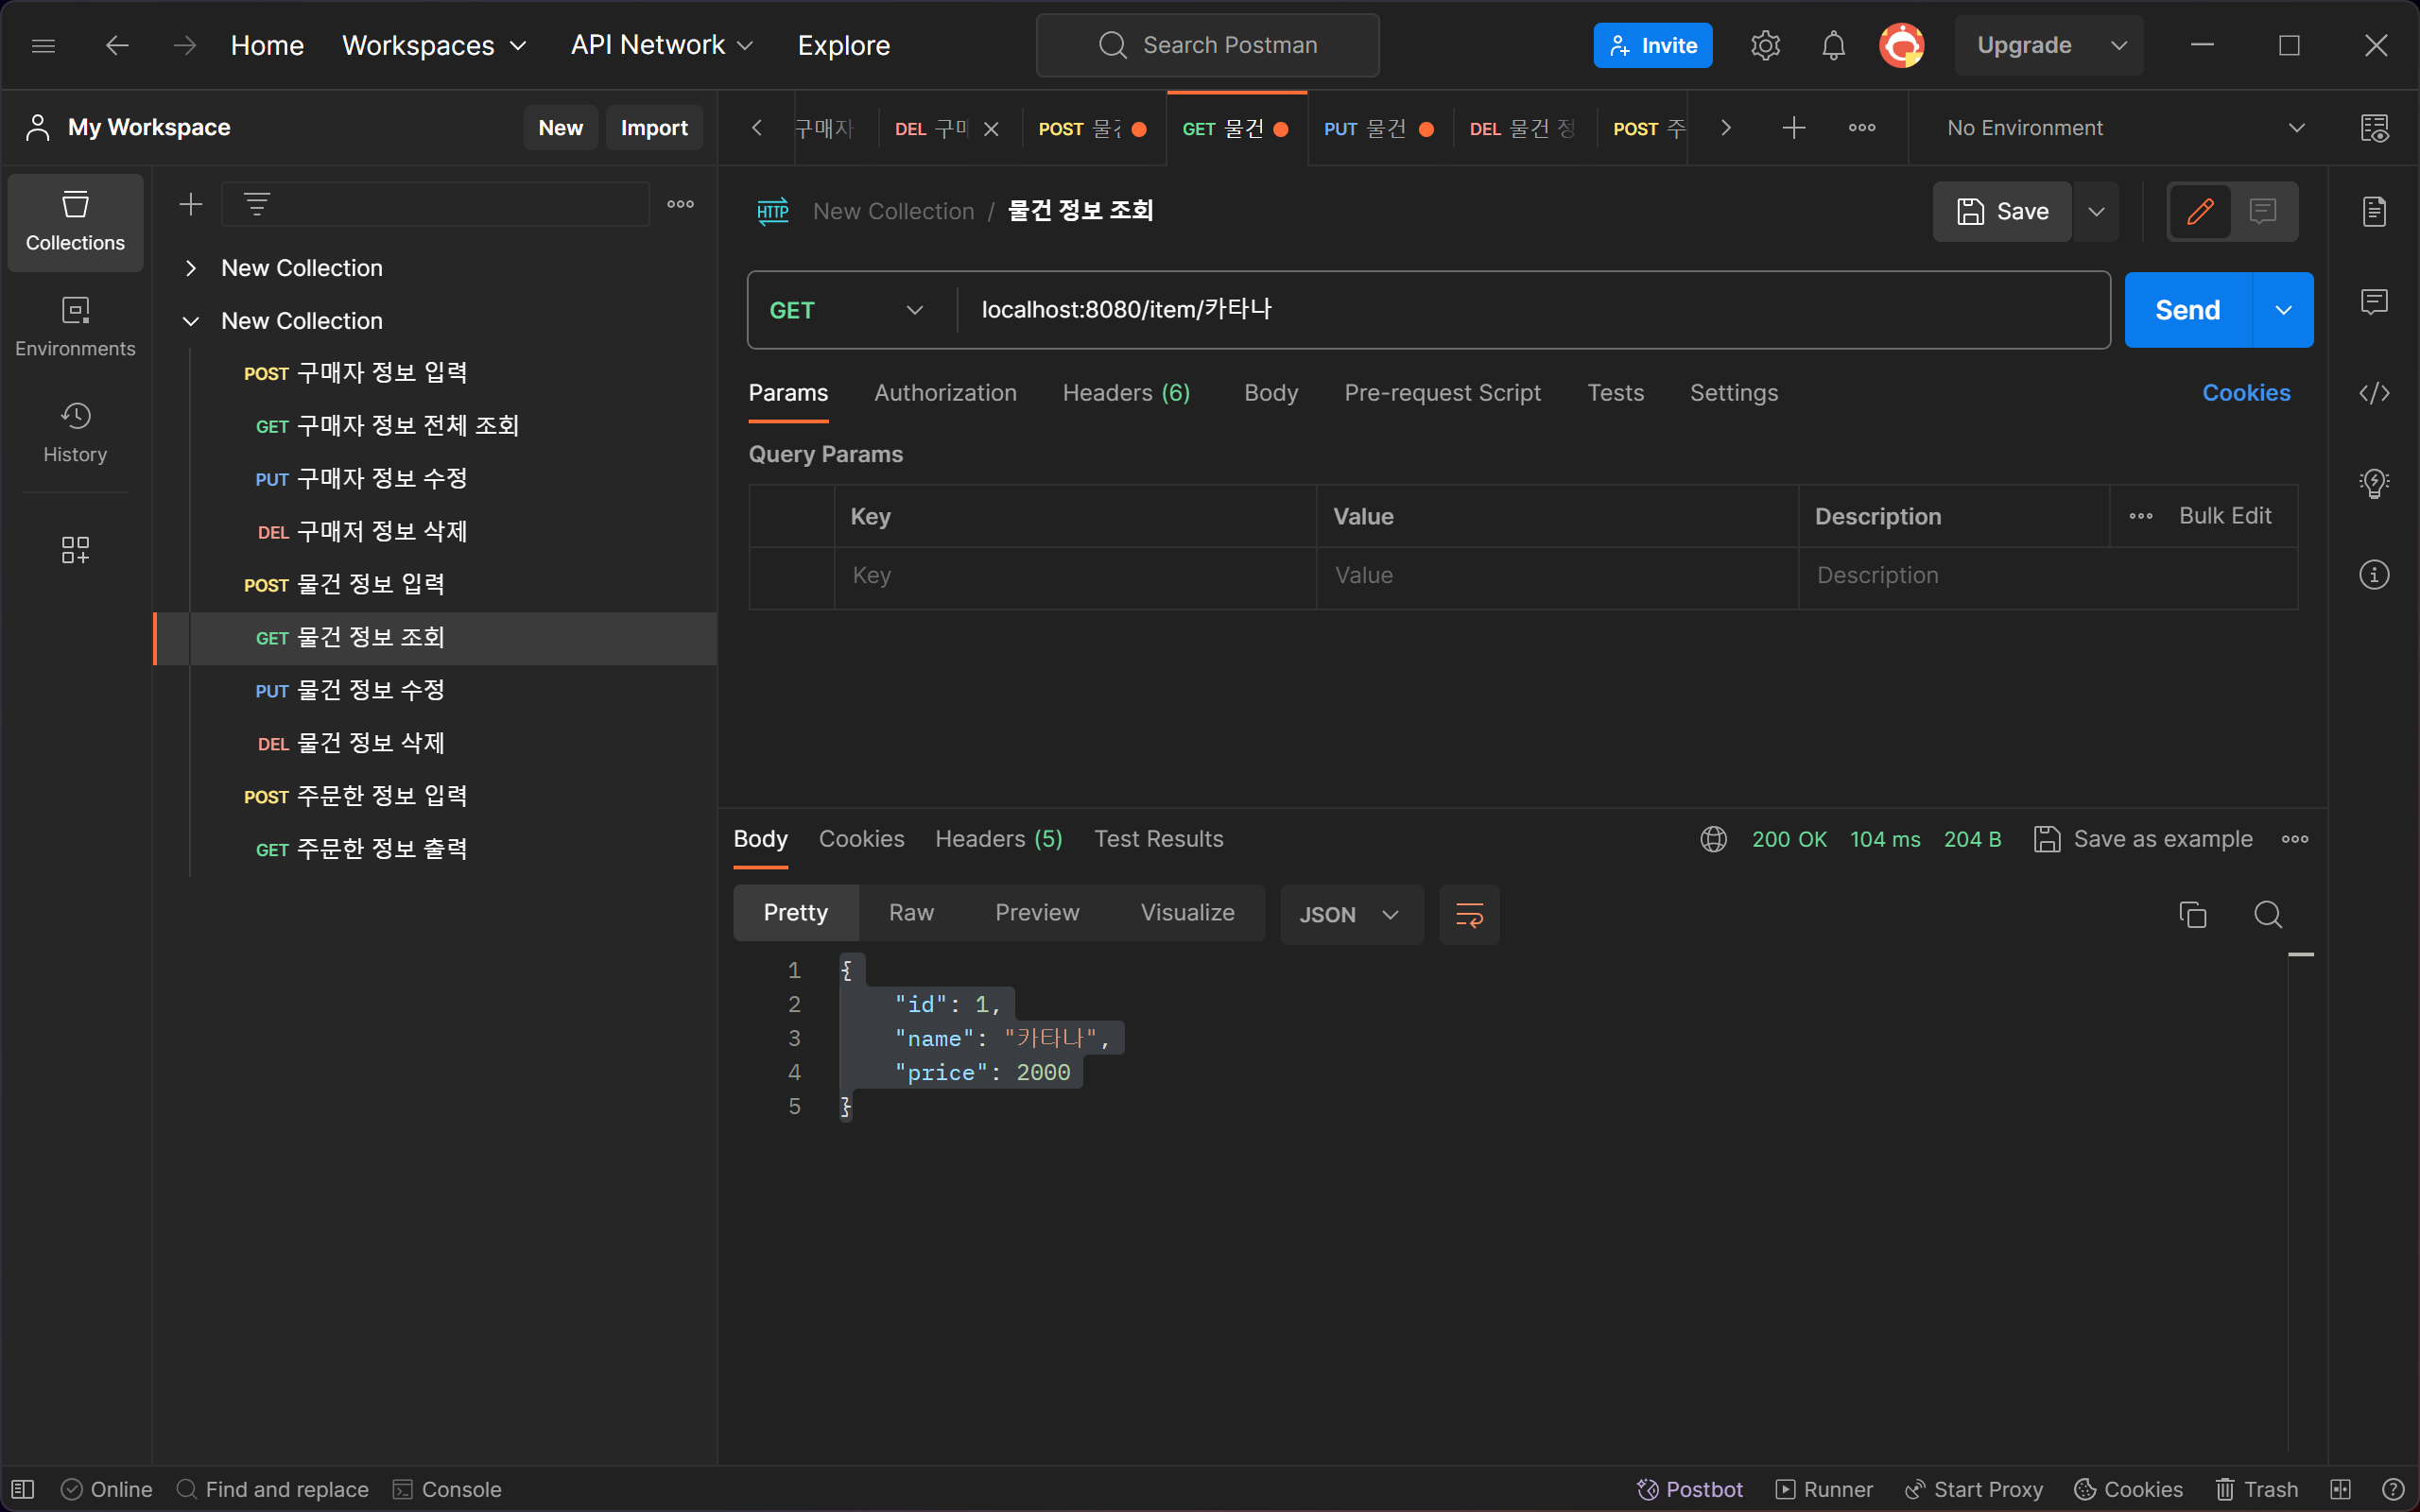 Home Workspaces API Network Explore Search Postman Invite Upgrade
My Workspace New Import
구매자 DEL 구매 POST 물건 GET 물건 PUT 물건 DEL 물건 정 POST 주 No Environment
Collections
Environments
History
New Collection
New Collection
POST 구매자 정보 입력
GET 구매자 정보 전체 조회
PUT 구매자 정보 수정
DEL 구매저 정보 삭제
POST 물건 정보 입력
GET 물건 정보 조회
PUT 물건 정보 수정
DEL 물건 정보 삭제
POST 주문한 정보 입력
GET 주문한 정보 출력
HTTP New Collection / 물건 정보 조회 Save
GET localhost:8080/item/카타나 Send
Params Authorization Headers (6) Body Pre-request Script Tests Settings Cookies
Query Params
Key Value Description Bulk Edit
Key Value Description
Body Cookies Headers (5) Test Results 200 OK 104 ms 204 B Save as example
Pretty Raw Preview Visualize JSON
1 {
2 "id": 1,
3 "name": "카타나",
4 "price": 2000
5 }
Online Find and replace Console Postbot Runner Start Proxy Cookies Trash